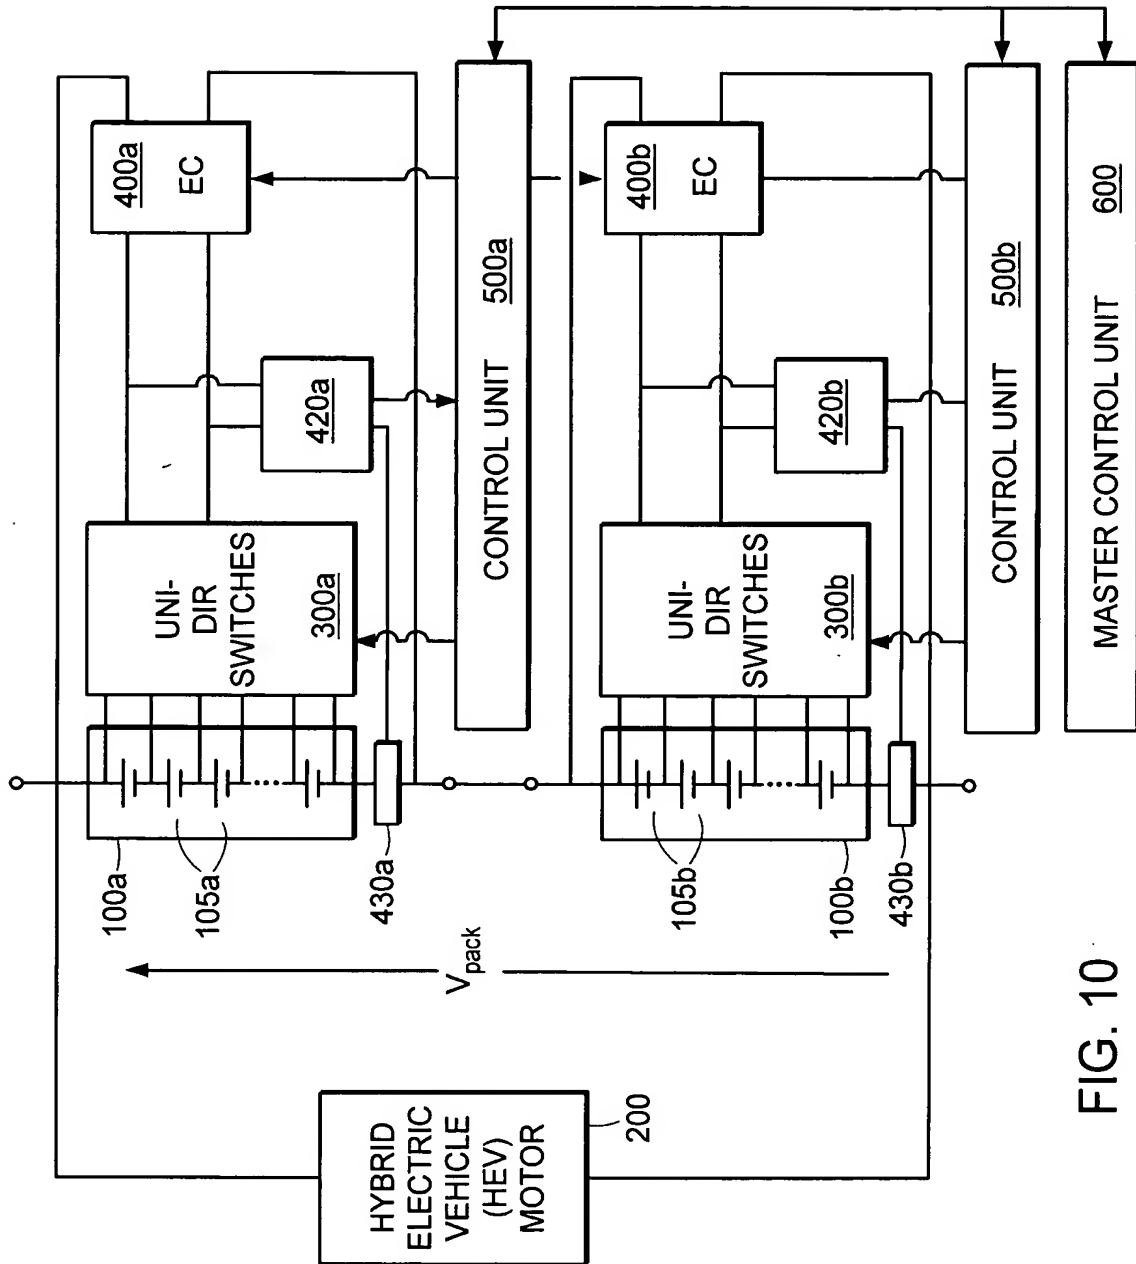 400a
EC
420a
UNI-
DIR
SWITCHES
300a
100a
105a
430a
CONTROL UNIT 500a
400b
EC
420b
UNI-
DIR
SWITCHES
300b
105b
100b
430b
CONTROL UNIT 500b
MASTER CONTROL UNIT 600
Vpack
HYBRID
ELECTRIC
VEHICLE
(HEV)
MOTOR
200
FIG. 10